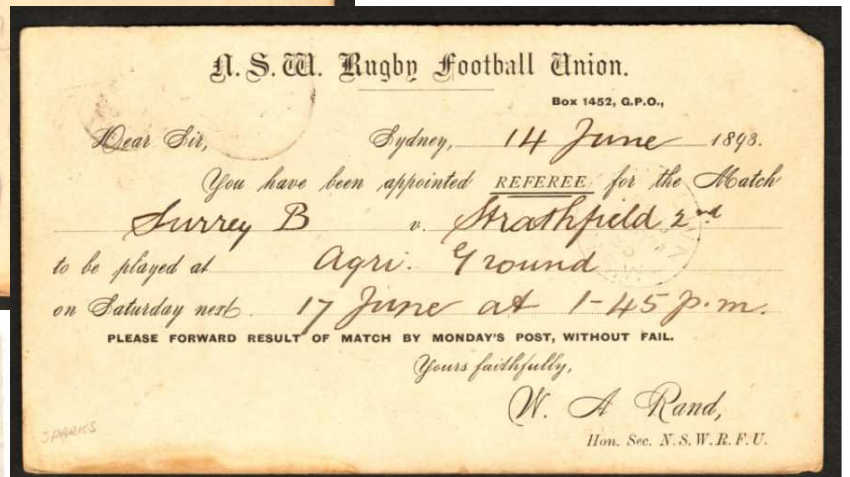 N. S. W. Rugby Football Union.
Box 1452, G.P.O.,
Dear Sir, Sydney, 14 June 1893.
You have been appointed REFEREE for the Match
Surrey B v. Strathfield 2nd
to be played at Agri. Ground
on Saturday next. 17 June at 1-45 p.m.
PLEASE FORWARD RESULT OF MATCH BY MONDAY'S POST, WITHOUT FAIL.
Yours faithfully,
W. A Rand,
Hon. Sec. N.S.W.R.F.U.
SPARKS